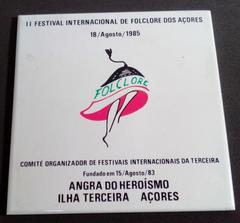 II FESTIVAL INTERNACIONAL DE FOLCLORE DOS AÇORES
18/Agosto/1985
FOLCLORE
COMITÉ ORGANIZADOR DE FESTIVAIS INTERNACIONAIS DA TERCEIRA
Fundado em 15/Agosto/83
ANGRA DO HEROÍSMO
ILHA TERCEIRA AÇORES